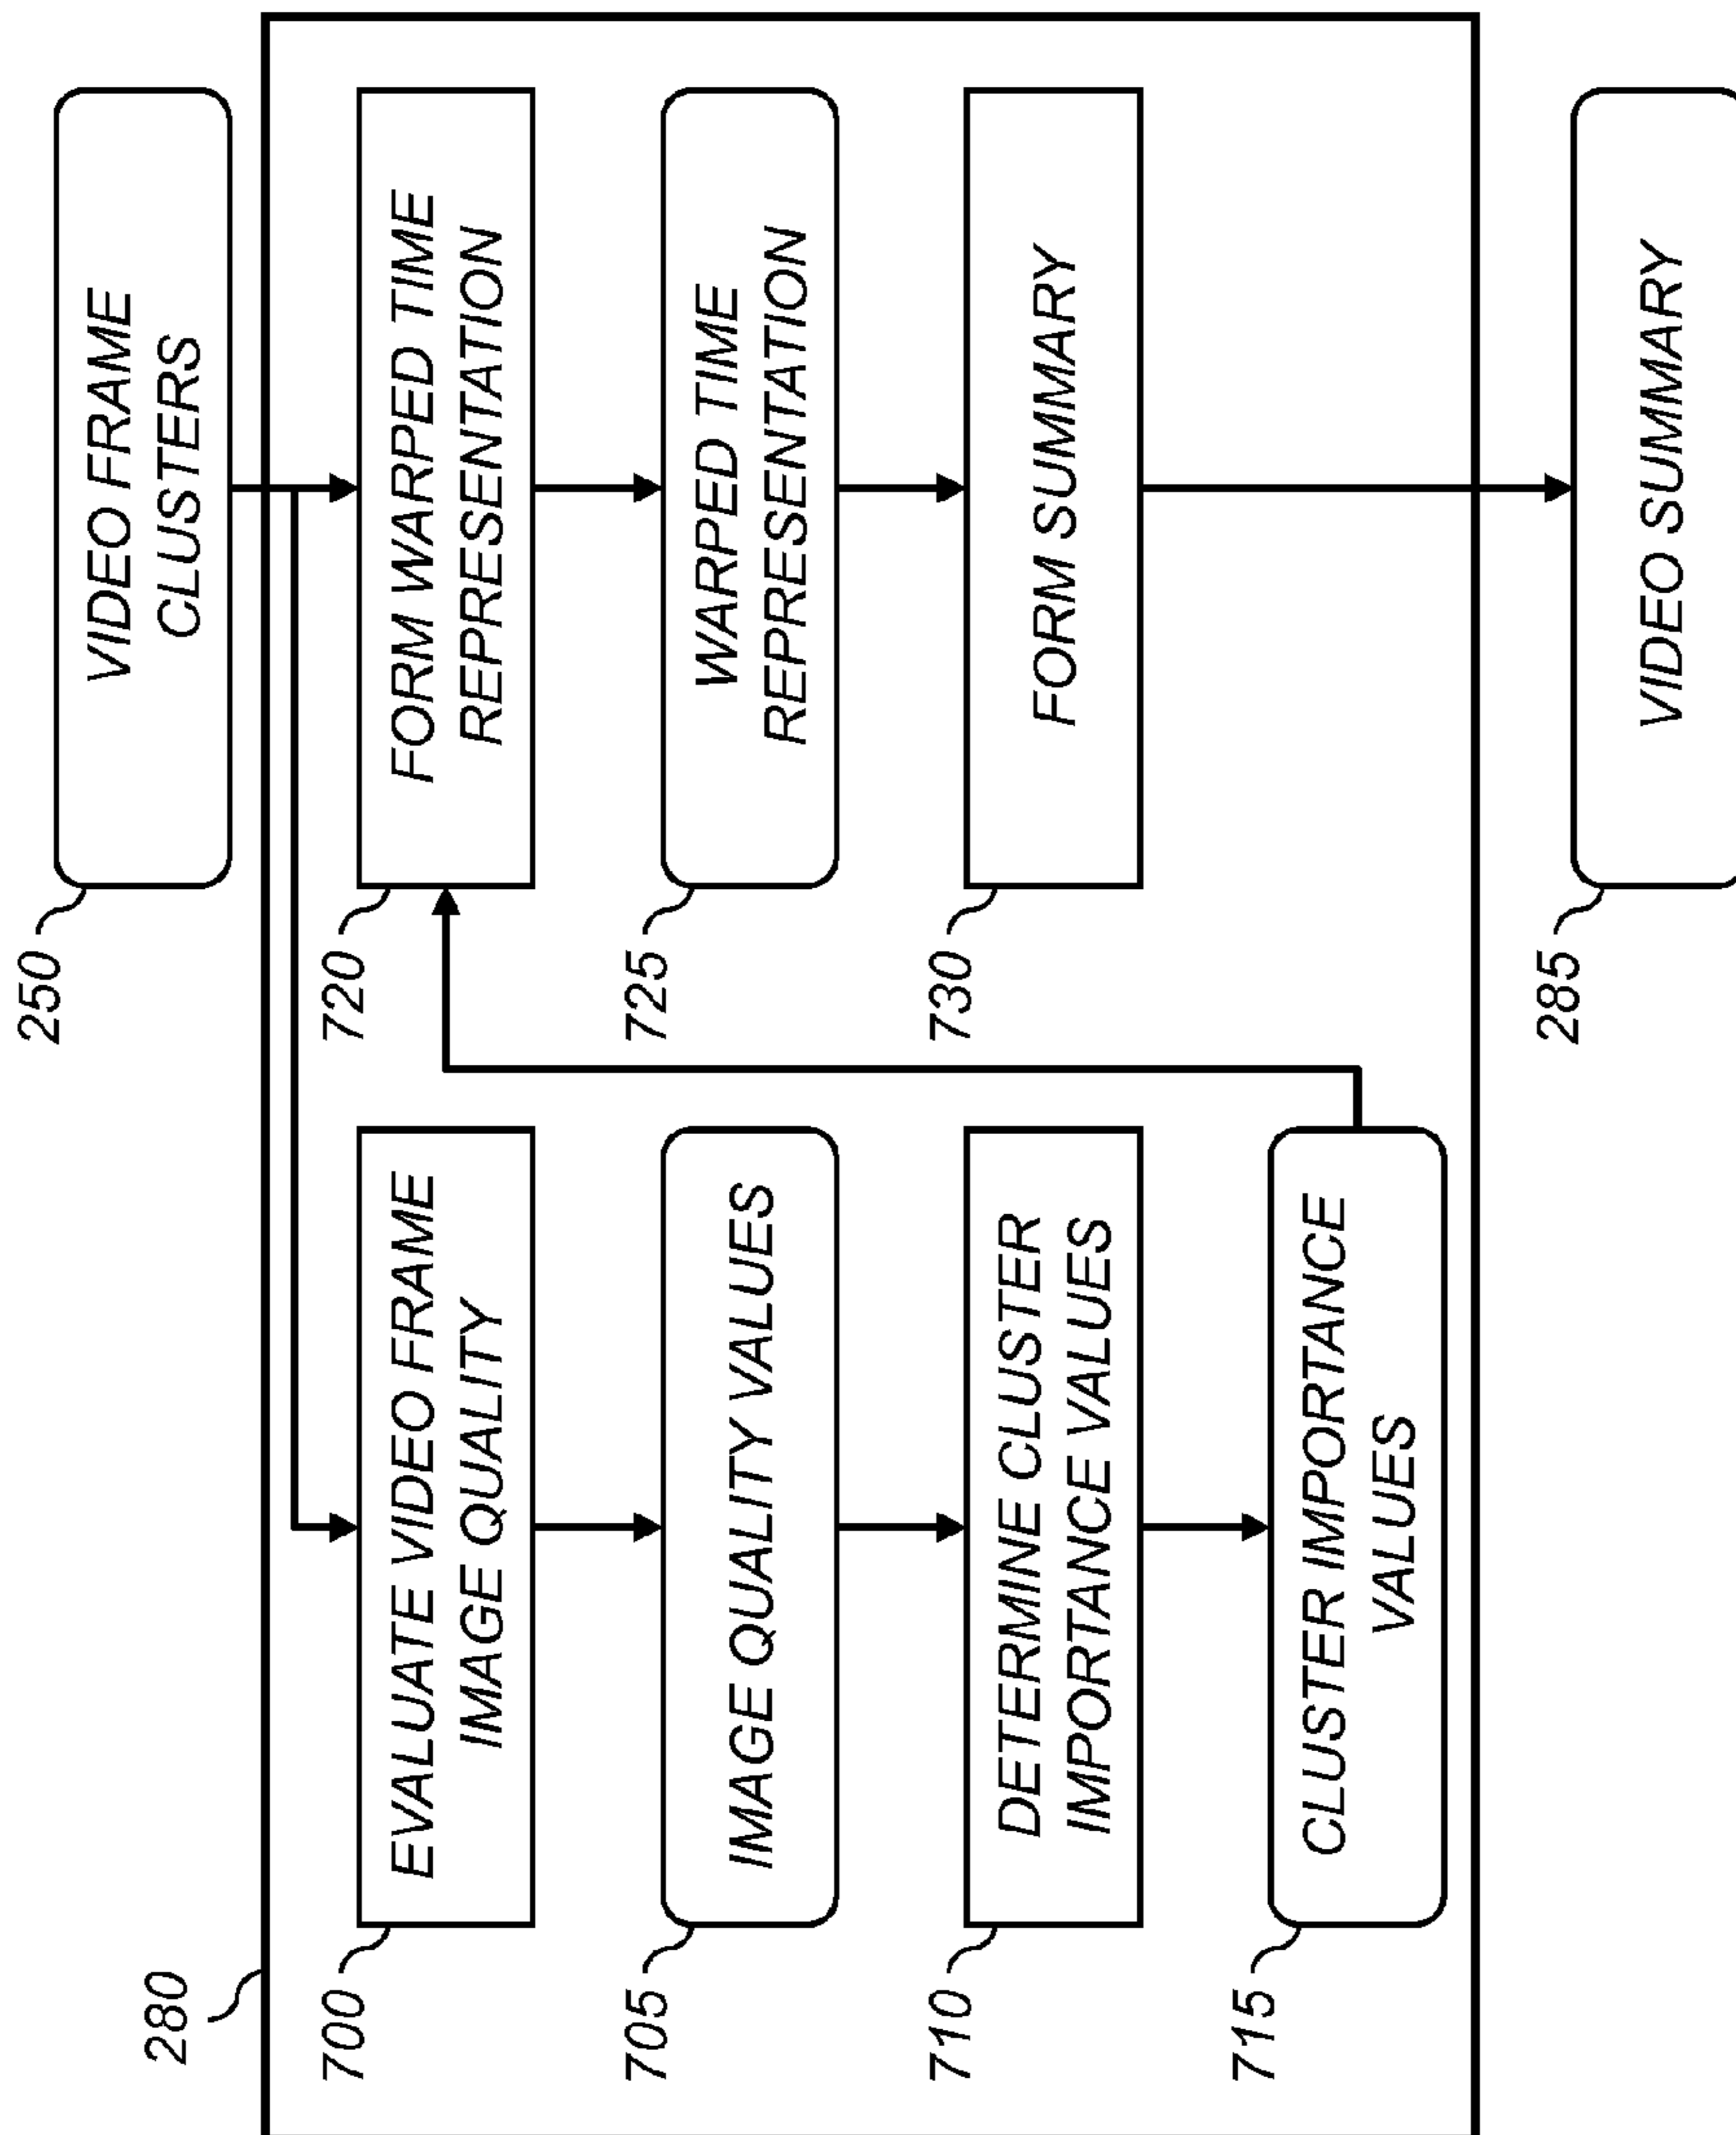 250
VIDEO FRAME
CLUSTERS
280
700
EVALUATE VIDEO FRAME
IMAGE QUALITY
720
FORM WARPED TIME
REPRESENTATION
705
IMAGE QUALITY VALUES
725
WARPED TIME
REPRESENTATION
710
DETERMINE CLUSTER
IMPORTANCE VALUES
730
FORM SUMMARY
715
CLUSTER IMPORTANCE
VALUES
285
VIDEO SUMMARY